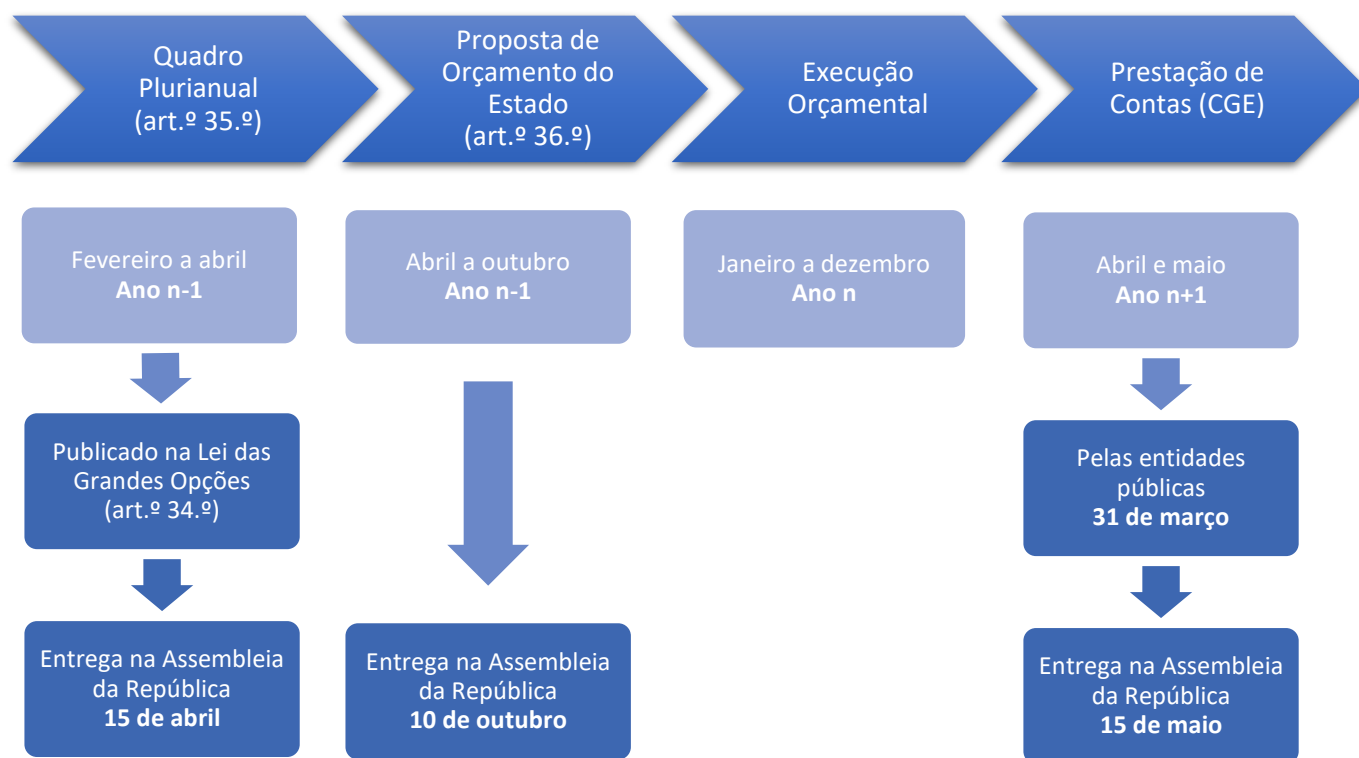 Quadro
Plurianual
(art.º 35.º)
Proposta de
Orçamento do
Estado
(art.º 36.º)
Execução
Orçamental
Prestação de
Contas (CGE)
Fevereiro a abril
Ano n-1
Abril a outubro
Ano n-1
Janeiro a dezembro
Ano n
Abril e maio
Ano n+1
Publicado na Lei das
Grandes Opções
(art.º 34.º)
Pelas entidades
públicas
31 de março
Entrega na Assembleia
da República
15 de abril
Entrega na Assembleia
da República
10 de outubro
Entrega na Assembleia
da República
15 de maio